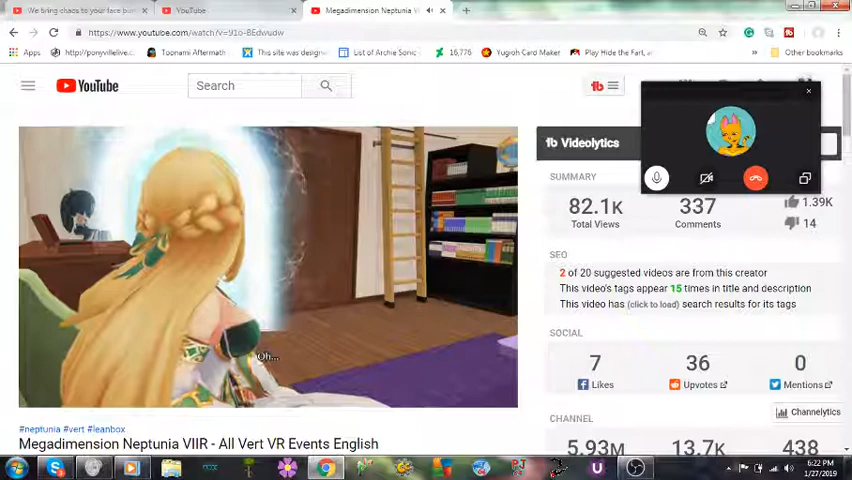 We bring chaos to your face pun
YouTube
Megadimension Neptunia VI
https://www.youtube.com/watch?v=91o-BEdwudw
Apps
http://ponyvillelive.c
Toonami Aftermath
This site was designe
List of Archie Sonic
16,776
Yugioh Card Maker
Play Hide the Fart, a
Other bookmarks
YouTube
Search
Videolytics
SUMMARY
82.1K
337
1.39K
Total Views
Comments
14
SEO
2 of 20 suggested videos are from this creator
This video's tags appear 15 times in title and description
This video has (click to load) search results for its tags
SOCIAL
Oh...
7
36
0
Likes
Upvotes
Mentions
Channelytics
CHANNEL
#neptunia #vert #leanbox
5.93M
13.7K
438
Megadimension Neptunia VIIR - All Vert VR Events English
6:22 PM
1/27/2019